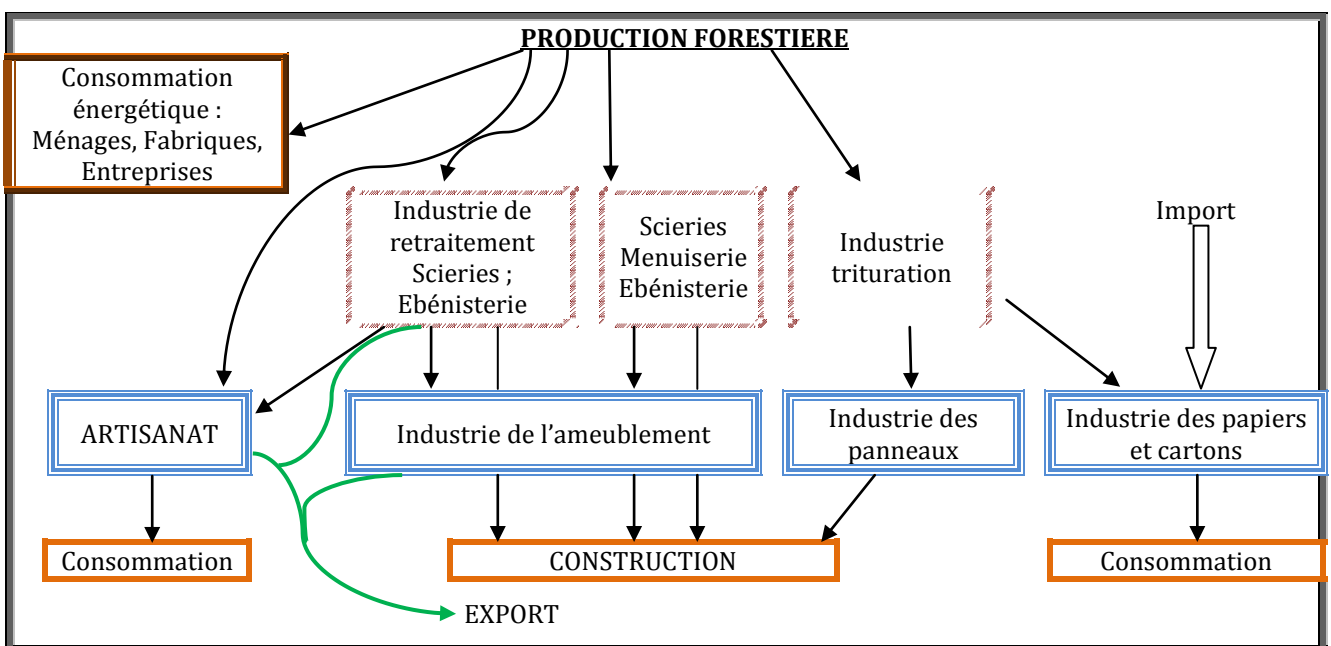 PRODUCTION FORESTIERE
Consommation
énergétique :
Ménages, Fabriques,
Entreprises
Industrie de
retraitement
Scieries ;
Ebénisterie
Scieries
Menuiserie
Ebénisterie
Industrie
trituration
Import
ARTISANAT
Industrie de l’ameublement
Industrie des
panneaux
Industrie des papiers
et cartons
Consommation
CONSTRUCTION
Consommation
EXPORT